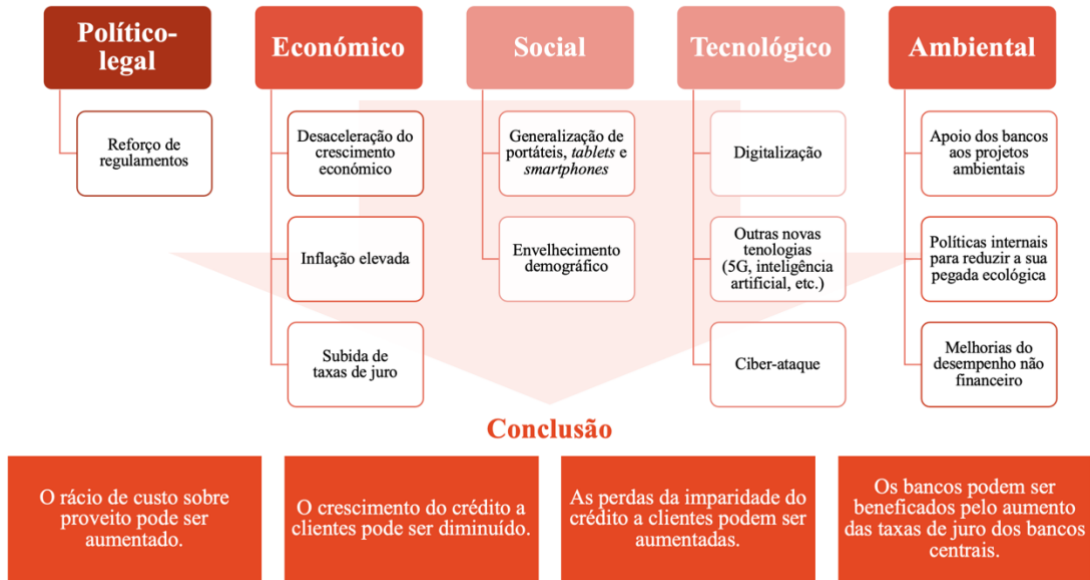 Político-
legal
Reforço de
regulamentos
Económico
Desaceleração do
crescimento
económico
Inflação elevada
Subida de
taxas de juro
Social
Generalização de
portáteis, tablets e
smartphones
Envelhecimento
demográfico
Tecnológico
Digitalização
Outras novas
tenologias
(5G, inteligência
artificial, etc.)
Ciber-ataque
Ambiental
Apoio dos bancos
aos projetos
ambientais
Políticas internais
para reduzir a sua
pegada ecológica
Melhorias do
desempenho não
financeiro
Conclusão
O rácio de custo sobre
proveito pode ser
aumentado.
O crescimento do crédito a
clientes pode ser diminuído.
As perdas da imparidade do
crédito a clientes podem ser
aumentadas.
Os bancos podem ser
beneficados pelo aumento
das taxas de juro dos bancos
centrais.